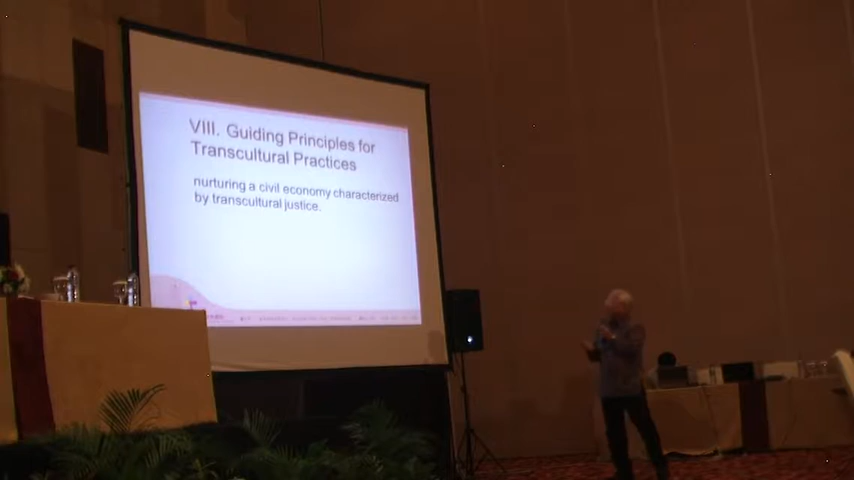 VIII. Guiding Principles for
Transcultural Practices
nurturing a civil economy characterized
by transcultural justice.